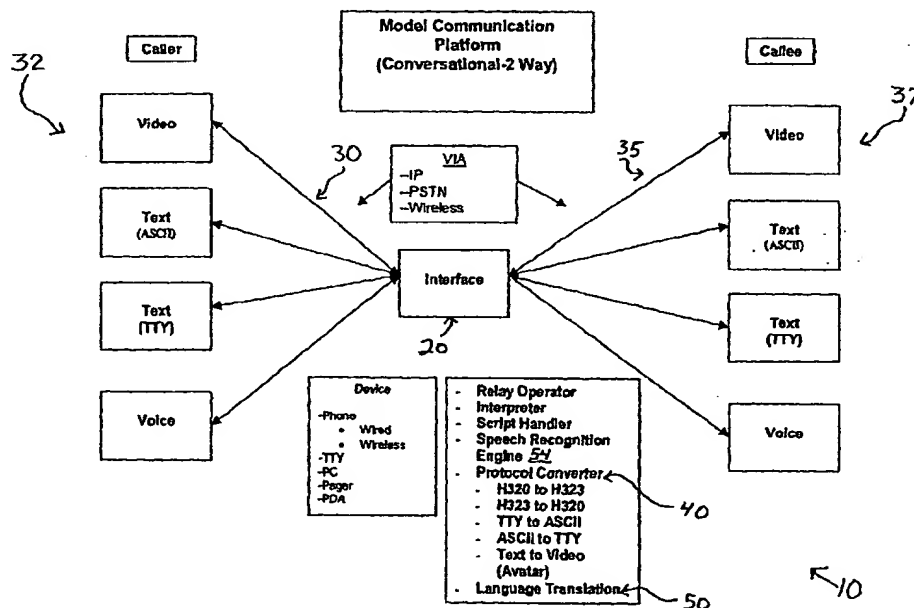 Model Communication
Platform
(Conversational-2 Way)
Caller
Callee
32
37
Video
Video
30
35
VIA
-IP
-PSTN
-Wireless
Text
(ASCII)
Text
(ASCII)
Interface
20
Text
(TTY)
Text
(TTY)
Voice
Voice
Device
-Phone
• Wired
• Wireless
-TTY
-PC
-Pager
-PDA
- Relay Operator
- Interpreter
- Script Handler
- Speech Recognition
Engine 54
- Protocol Converter
- H320 to H323
- H323 to H320
- TTY to ASCII
- ASCII to TTY
- Text to Video
(Avatar)
- Language Translation
40
50
10